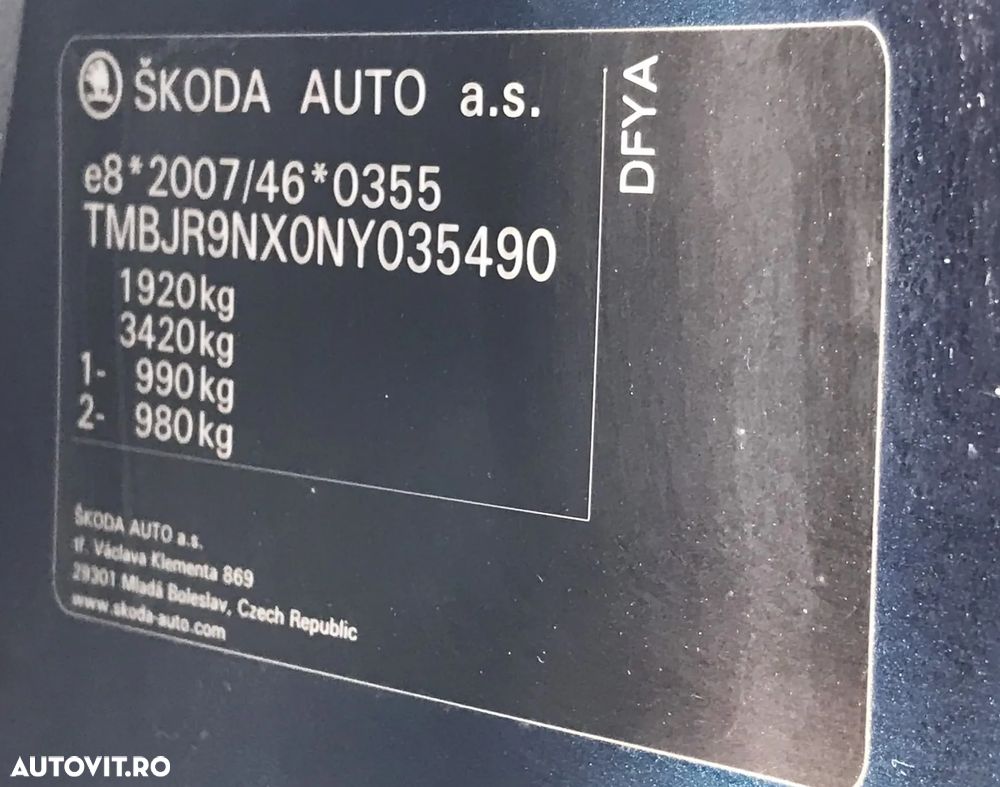 ŠKODA AUTO a.s.
e8*2007/46*0355
TMBJR9NX0NY035490
1920kg
3420kg
1- 990kg
2- 980kg
DFYA
ŠKODA AUTO a.s.
tř. Václava Klementa 869
29301 Mladá Boleslav, Czech Republic
www.skoda-auto.com
AUTOVIT.RO